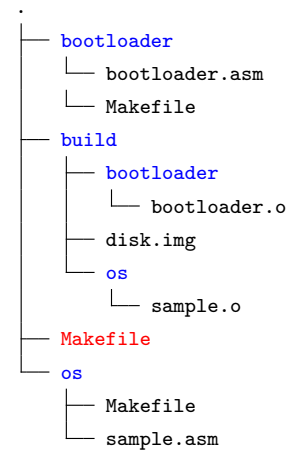 .
bootloader
bootloader.asm
Makefile
build
bootloader
bootloader.o
disk.img
os
sample.o
Makefile
os
Makefile
sample.asm